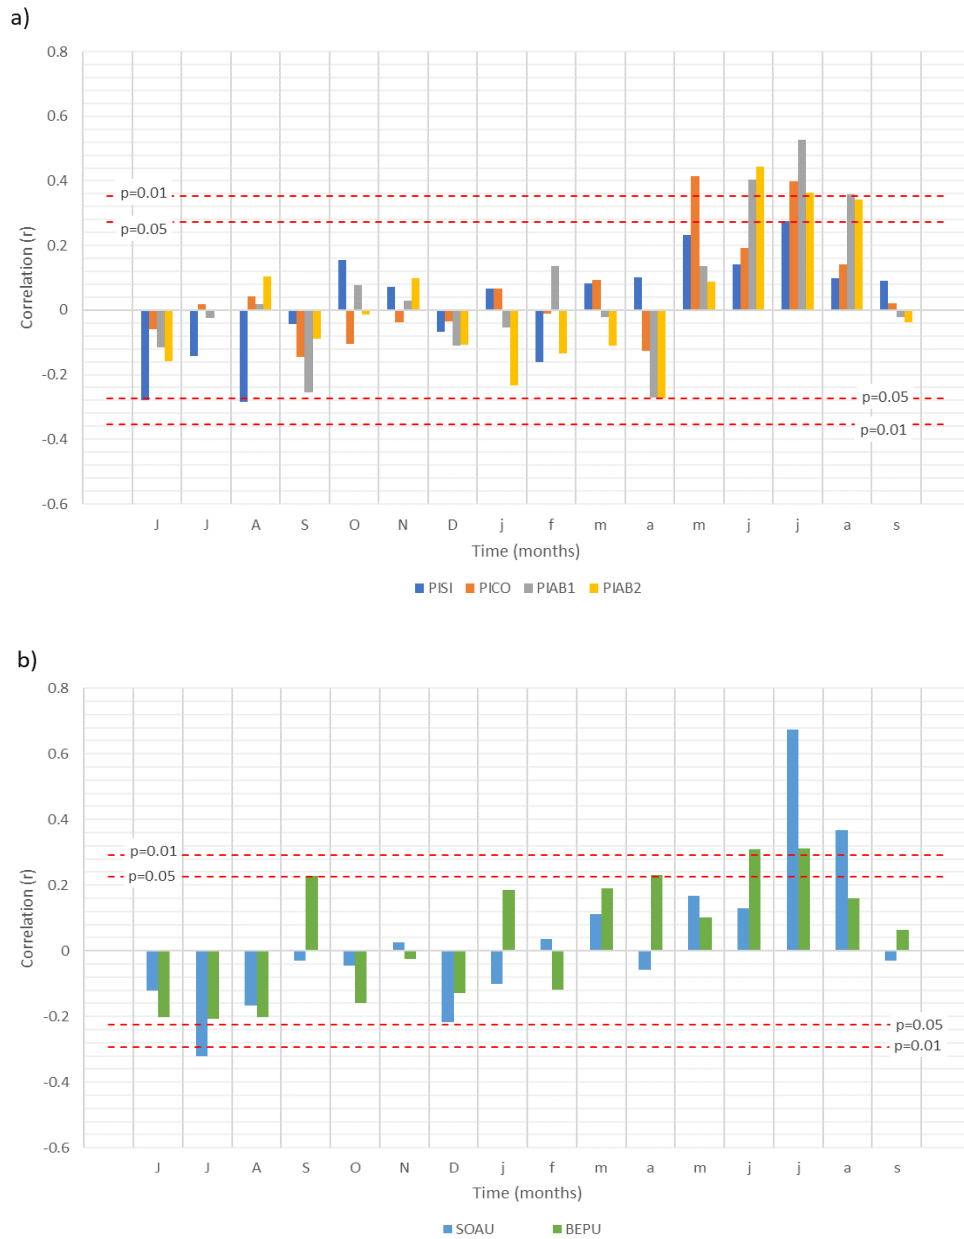 a)
0.8
0.6
0.4
p=0.01
p=0.05
0.2
Correlation (r)
0
-0.2
p=0.05
p=0.01
-0.4
-0.6
J J A S O N D j f m a m j j a s
Time (months)
PISI PICO PIAB1 PIAB2
b)
0.8
0.6
0.4
p=0.01
p=0.05
0.2
Correlation (r)
0
-0.2
p=0.05
p=0.01
-0.4
-0.6
J J A S O N D j f m a m j j a s
Time (months)
SOAU BEPU